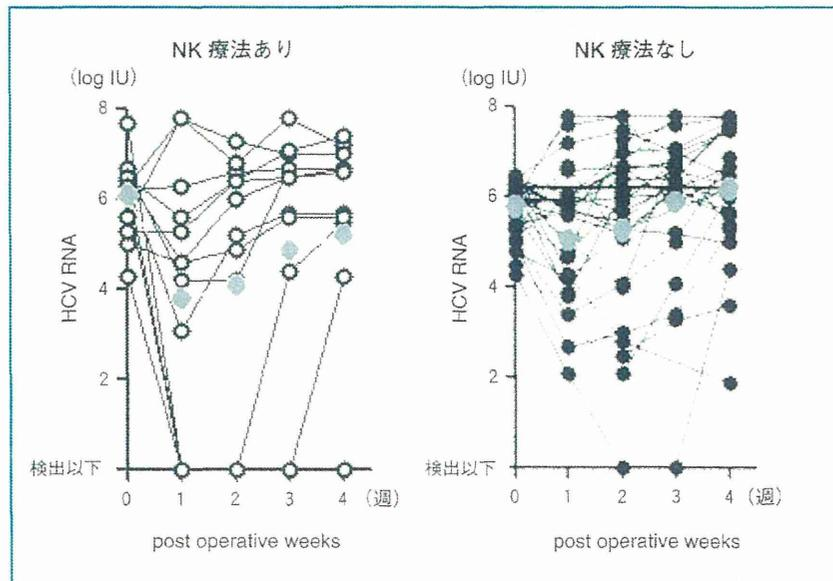 NK 療法あり
(log IU)
8
6
4
2
検出以下
HCV RNA
0 1 2 3 4 (週)
post operative weeks
NK 療法なし
(log IU)
8
6
4
2
検出以下
HCV RNA
0 1 2 3 4 (週)
post operative weeks